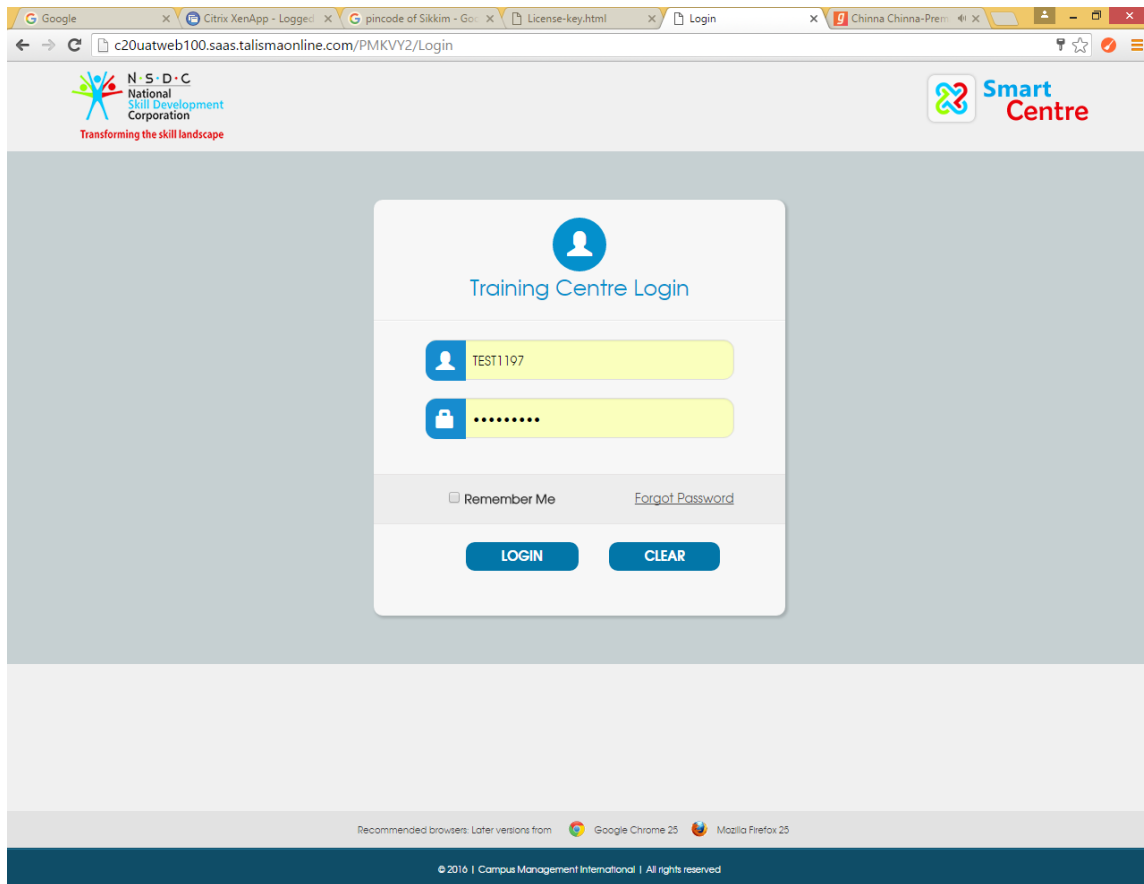 Google
Citrix XenApp - Logged
pincode of Sikkim - Goo
License-key.html
Login
Chinna Chinna-Prem
c20uatweb100.saas.talismaonline.com/PMKVY2/Login
N·S·D·C
National
Skill Development
Corporation
Transforming the skill landscape
Smart
Centre
Training Centre Login
TEST1197
•••••••••
Remember Me
Forgot Password
LOGIN
CLEAR
Recommended browsers: Later versions from Google Chrome 25 Mozilla Firefox 25
© 2016 | Campus Management International | All rights reserved